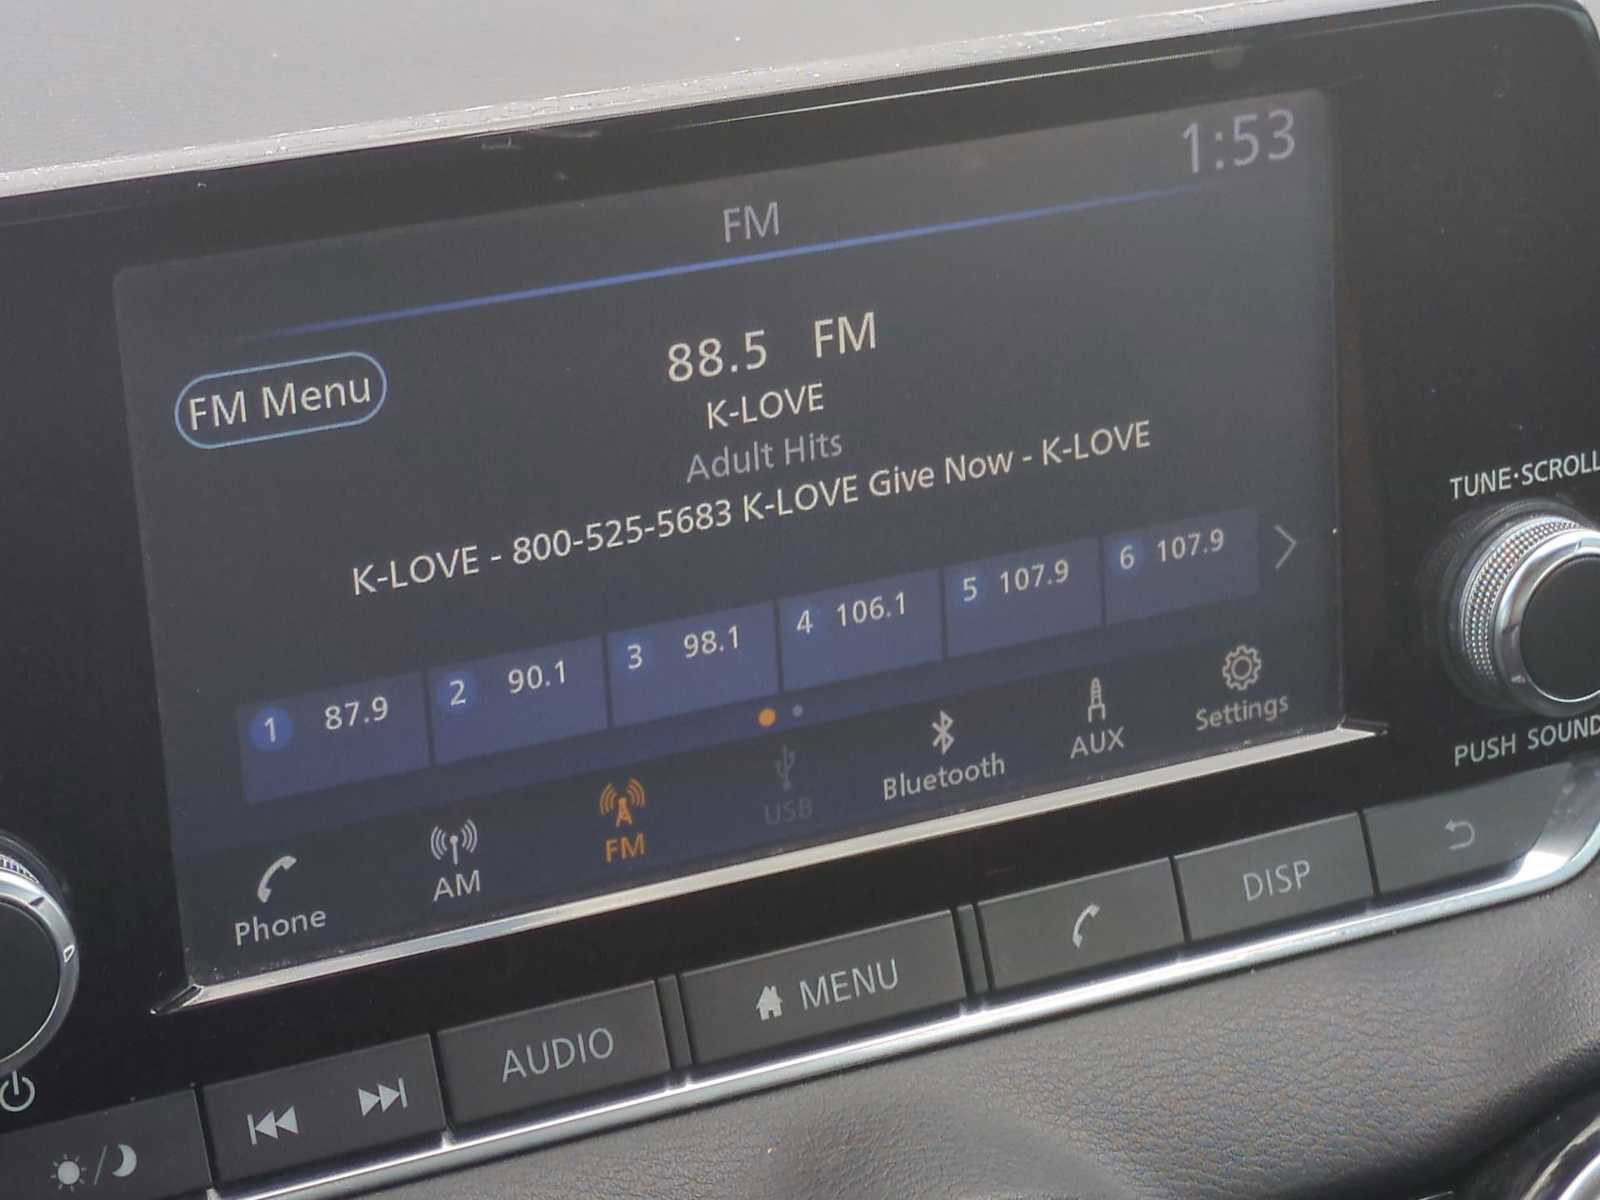 1:53
FM
FM Menu
88.5 FM
K-LOVE
Adult Hits
K-LOVE - 800-525-5683 K-LOVE Give Now - K-LOVE
1 87.9
2 90.1
3 98.1
4 106.1
5 107.9
6 107.9
Phone
AM
FM
USB
Bluetooth
AUX
Settings
TUNE·SCROLL
PUSH SOUND
AUDIO
MENU
DISP